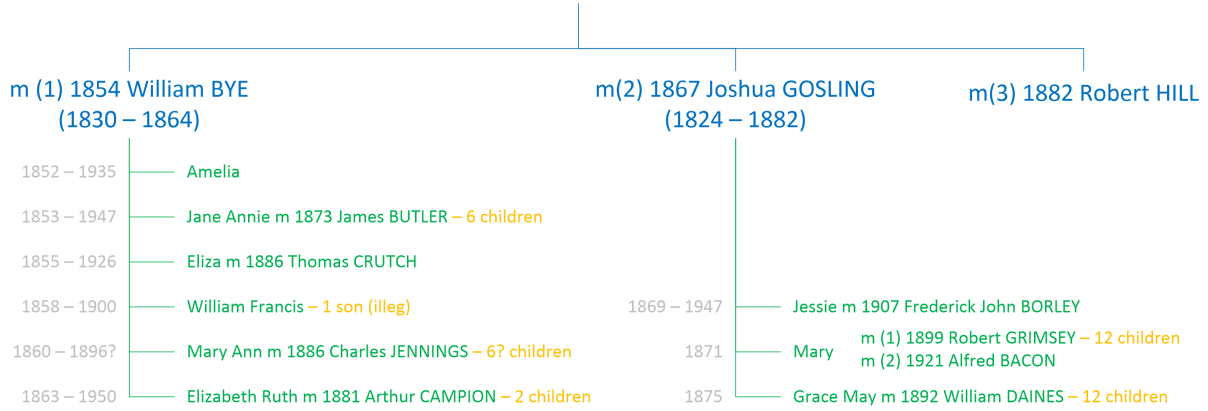 m (1) 1854 William BYE
(1830 – 1864)
1852 – 1935 Amelia
1853 – 1947 Jane Annie m 1873 James BUTLER – 6 children
1855 – 1926 Eliza m 1886 Thomas CRUTCH
1858 – 1900 William Francis – 1 son (illeg)
1860 – 1896? Mary Ann m 1886 Charles JENNINGS – 6? children
1863 – 1950 Elizabeth Ruth m 1881 Arthur CAMPION – 2 children
m(2) 1867 Joshua GOSLING
(1824 – 1882)
1869 – 1947 Jessie m 1907 Frederick John BORLEY
1871 Mary
m (1) 1899 Robert GRIMSEY – 12 children
m (2) 1921 Alfred BACON
1875 Grace May m 1892 William DAINES – 12 children
m(3) 1882 Robert HILL